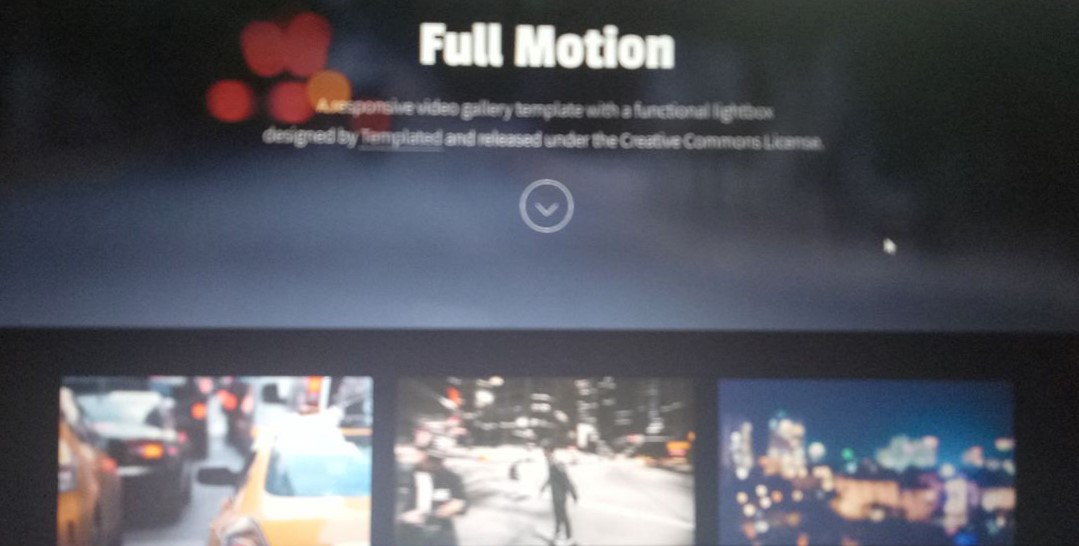 Full Motion
A responsive video gallery template with a functional lightbox
designed by Templated and released under the Creative Commons License.